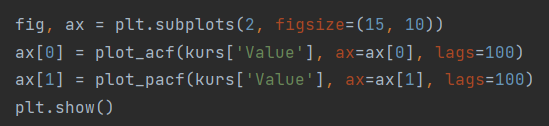 fig, ax = plt.subplots(2, figsize=(15, 10))
ax[0] = plot_acf(kurs['Value'], ax=ax[0], lags=100)
ax[1] = plot_pacf(kurs['Value'], ax=ax[1], lags=100)
plt.show()